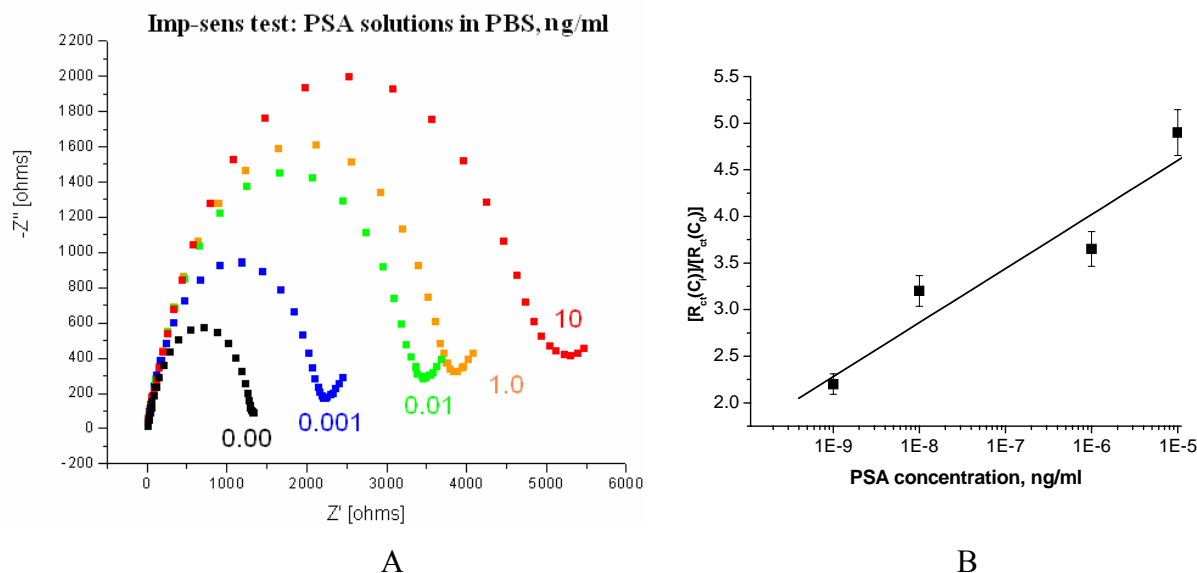 Imp-sens test: PSA solutions in PBS, ng/ml
2200
2000
1800
1600
1400
1200
1000
800
600
400
200
0
-200
-Z" [ohms]
0
1000
2000
3000
4000
5000
6000
Z' [ohms]
0.00
0.001
0.01
1.0
10
A
5.0
4.5
4.0
3.5
3.0
2.5
2.0
[Rct(Ci)]/[Rct(C0)]
1E-9
1E-8
1E-7
1E-6
1E-5
PSA concentration, ng/ml
B